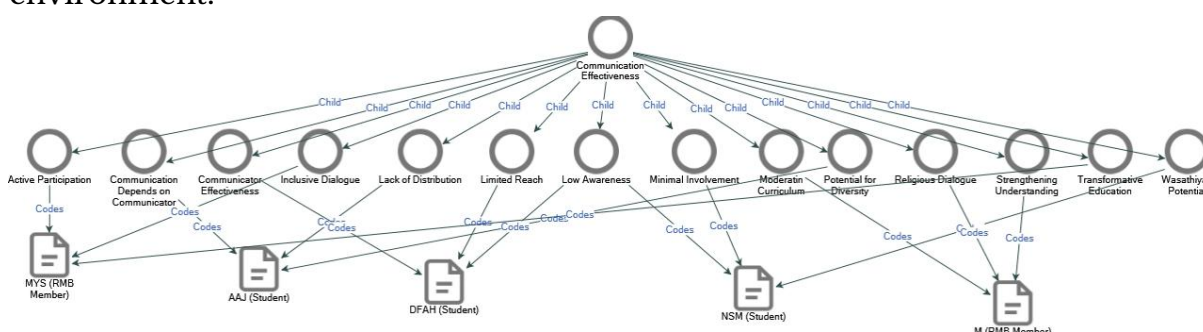 environment.
Communication
Effectiveness
Child
Child
Child
Child
Child
Child
Child
Child
Child
Child
Child
Child
Child
Child
Active Participation
Communication
Depends on
Communicator
Communicator
Effectiveness
Inclusive Dialogue
Lack of Distribution
Limited Reach
Low Awareness
Minimal Involvement
Moderatin
Curriculum
Potential for
Diversity
Religious Dialogue
Strengthening
Understanding
Transformative
Education
Potentia
Codes
Codes
Codes
Codes
Codes
Codes
Codes
Codes
Codes
Codes
Codes
Codes
Codes
MYS (RMB
Member)
AAJ (Student)
DFAH (Student)
NSM (Student)
M (RMB Member)